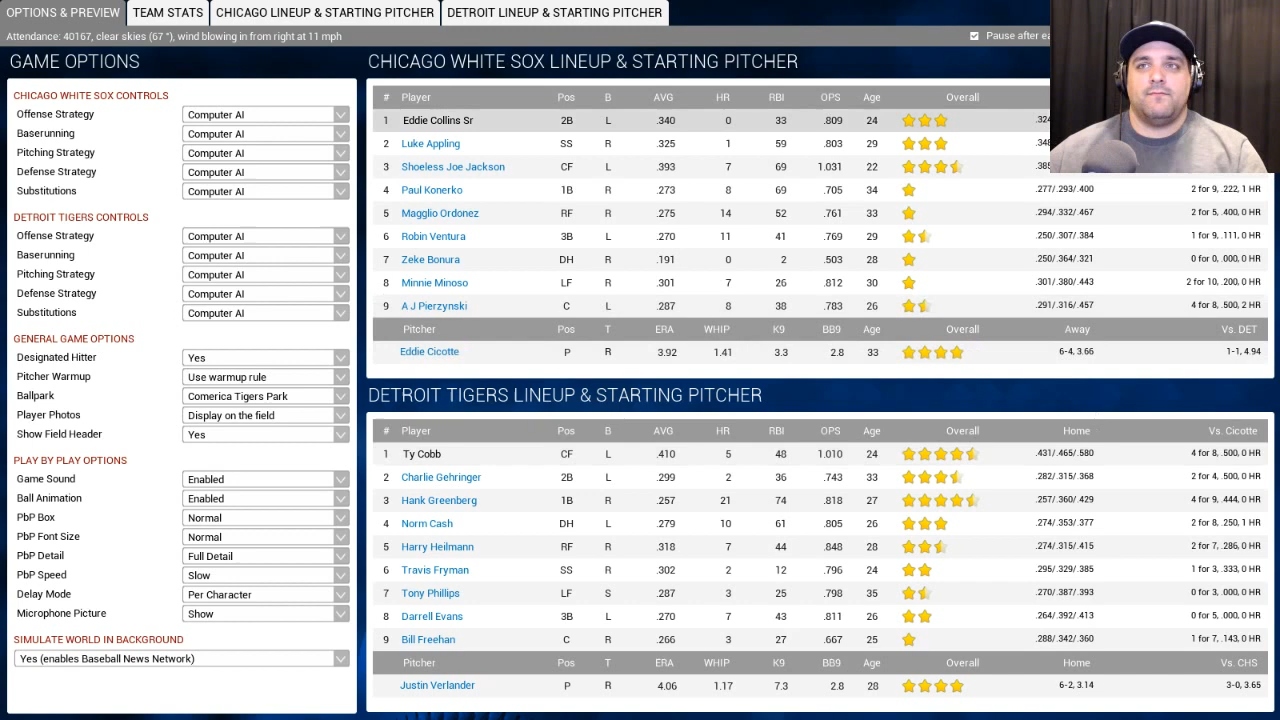 OPTIONS & PREVIEW TEAM STATS CHICAGO LINEUP & STARTING PITCHER DETROIT LINEUP & STARTING PITCHER
Attendance: 40167, clear skies (67 °), wind blowing in from right at 11 mph Pause after ea
GAME OPTIONS
CHICAGO WHITE SOX CONTROLS
Offense Strategy Computer AI
Baserunning Computer AI
Pitching Strategy Computer AI
Defense Strategy Computer AI
Substitutions Computer AI
DETROIT TIGERS CONTROLS
Offense Strategy Computer AI
Baserunning Computer AI
Pitching Strategy Computer AI
Defense Strategy Computer AI
Substitutions Computer AI
GENERAL GAME OPTIONS
Designated Hitter Yes
Pitcher Warmup Use warmup rule
Ballpark Comerica Tigers Park
Player Photos Display on the field
Show Field Header Yes
PLAY BY PLAY OPTIONS
Game Sound Enabled
Ball Animation Enabled
PbP Box Normal
PbP Font Size Normal
PbP Detail Full Detail
PbP Speed Slow
Delay Mode Per Character
Microphone Picture Show
SIMULATE WORLD IN BACKGROUND
Yes (enables Baseball News Network)
CHICAGO WHITE SOX LINEUP & STARTING PITCHER
# Player Pos B AVG HR RBI OPS Age Overall
1 Eddie Collins Sr 2B L .340 0 33 .809 24 .324
2 Luke Appling SS R .325 1 59 .803 29 .348
3 Shoeless Joe Jackson CF L .393 7 69 1.031 22 .385
4 Paul Konerko 1B R .273 8 69 .705 34 .277/.293/.400 2 for 9, .222, 1 HR
5 Magglio Ordonez RF R .275 14 52 .761 33 .294/.332/.467 2 for 5, .400, 0 HR
6 Robin Ventura 3B L .270 11 41 .769 29 .250/.307/.384 1 for 9, .111, 0 HR
7 Zeke Bonura DH R .191 0 2 .503 28 .250/.364/.321 0 for 0, .000, 0 HR
8 Minnie Minoso LF R .301 7 26 .812 30 .301/.380/.443 2 for 10, .200, 0 HR
9 A J Pierzynski C L .287 8 38 .783 26 .291/.316/.457 4 for 8, .500, 2 HR
Pitcher Pos T ERA WHIP K9 BB9 Age Overall Away Vs. DET
Eddie Cicotte P R 3.92 1.41 3.3 2.8 33 6-4, 3.66 1-1, 4.94
DETROIT TIGERS LINEUP & STARTING PITCHER
# Player Pos B AVG HR RBI OPS Age Overall Home Vs. Cicotte
1 Ty Cobb CF L .410 5 48 1.010 24 .431/.465/.580 4 for 8, .500, 0 HR
2 Charlie Gehringer 2B L .299 2 36 .743 33 .282/.315/.368 2 for 4, .500, 0 HR
3 Hank Greenberg 1B R .257 21 74 .818 27 .257/.360/.429 4 for 9, .444, 0 HR
4 Norm Cash DH L .279 10 61 .805 26 .274/.353/.377 2 for 8, .250, 1 HR
5 Harry Heilmann RF R .318 7 44 .848 28 .274/.315/.415 2 for 7, .286, 0 HR
6 Travis Fryman SS R .302 2 12 .796 24 .295/.329/.385 1 for 3, .333, 0 HR
7 Tony Phillips LF S .287 3 25 .798 35 .270/.387/.393 0 for 3, .000, 0 HR
8 Darrell Evans 3B L .270 7 43 .811 26 .264/.392/.413 0 for 5, .000, 0 HR
9 Bill Freehan C R .266 3 27 .667 25 .288/.342/.360 1 for 7, .143, 0 HR
Pitcher Pos T ERA WHIP K9 BB9 Age Overall Home Vs. CHS
Justin Verlander P R 4.06 1.17 7.3 2.8 28 6-2, 3.14 3-0, 3.65